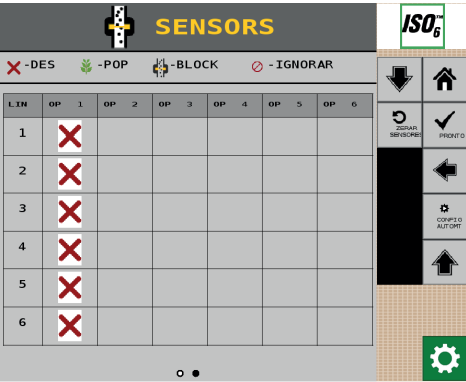 SENSORS
ISO6™
-DES -POP -BLOCK -IGNORAR
LIN OP 1 OP 2 OP 3 OP 4 OP 5 OP 6
1
2
3
4
5
6
ZERAR
SENSORES
PRONTO
CONFIG
AUTOMT